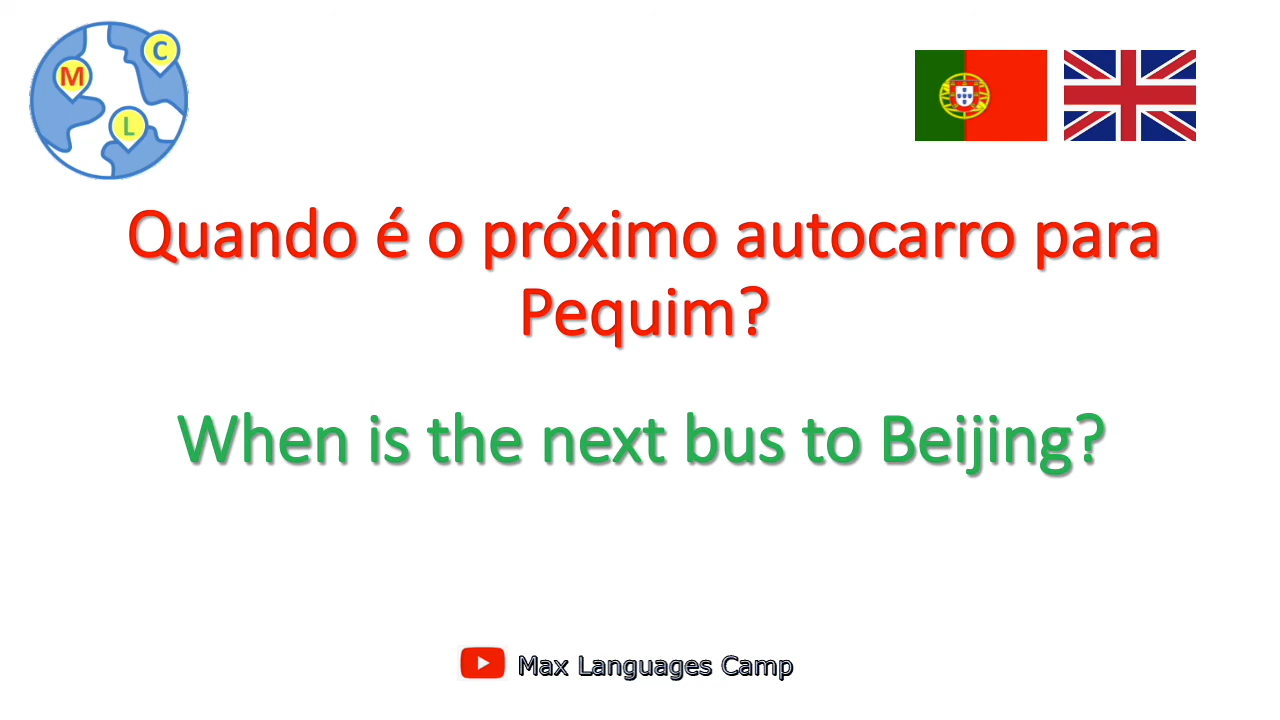 M
C
L
Quando é o próximo autocarro para
Pequim?
When is the next bus to Beijing?
Max Languages Camp